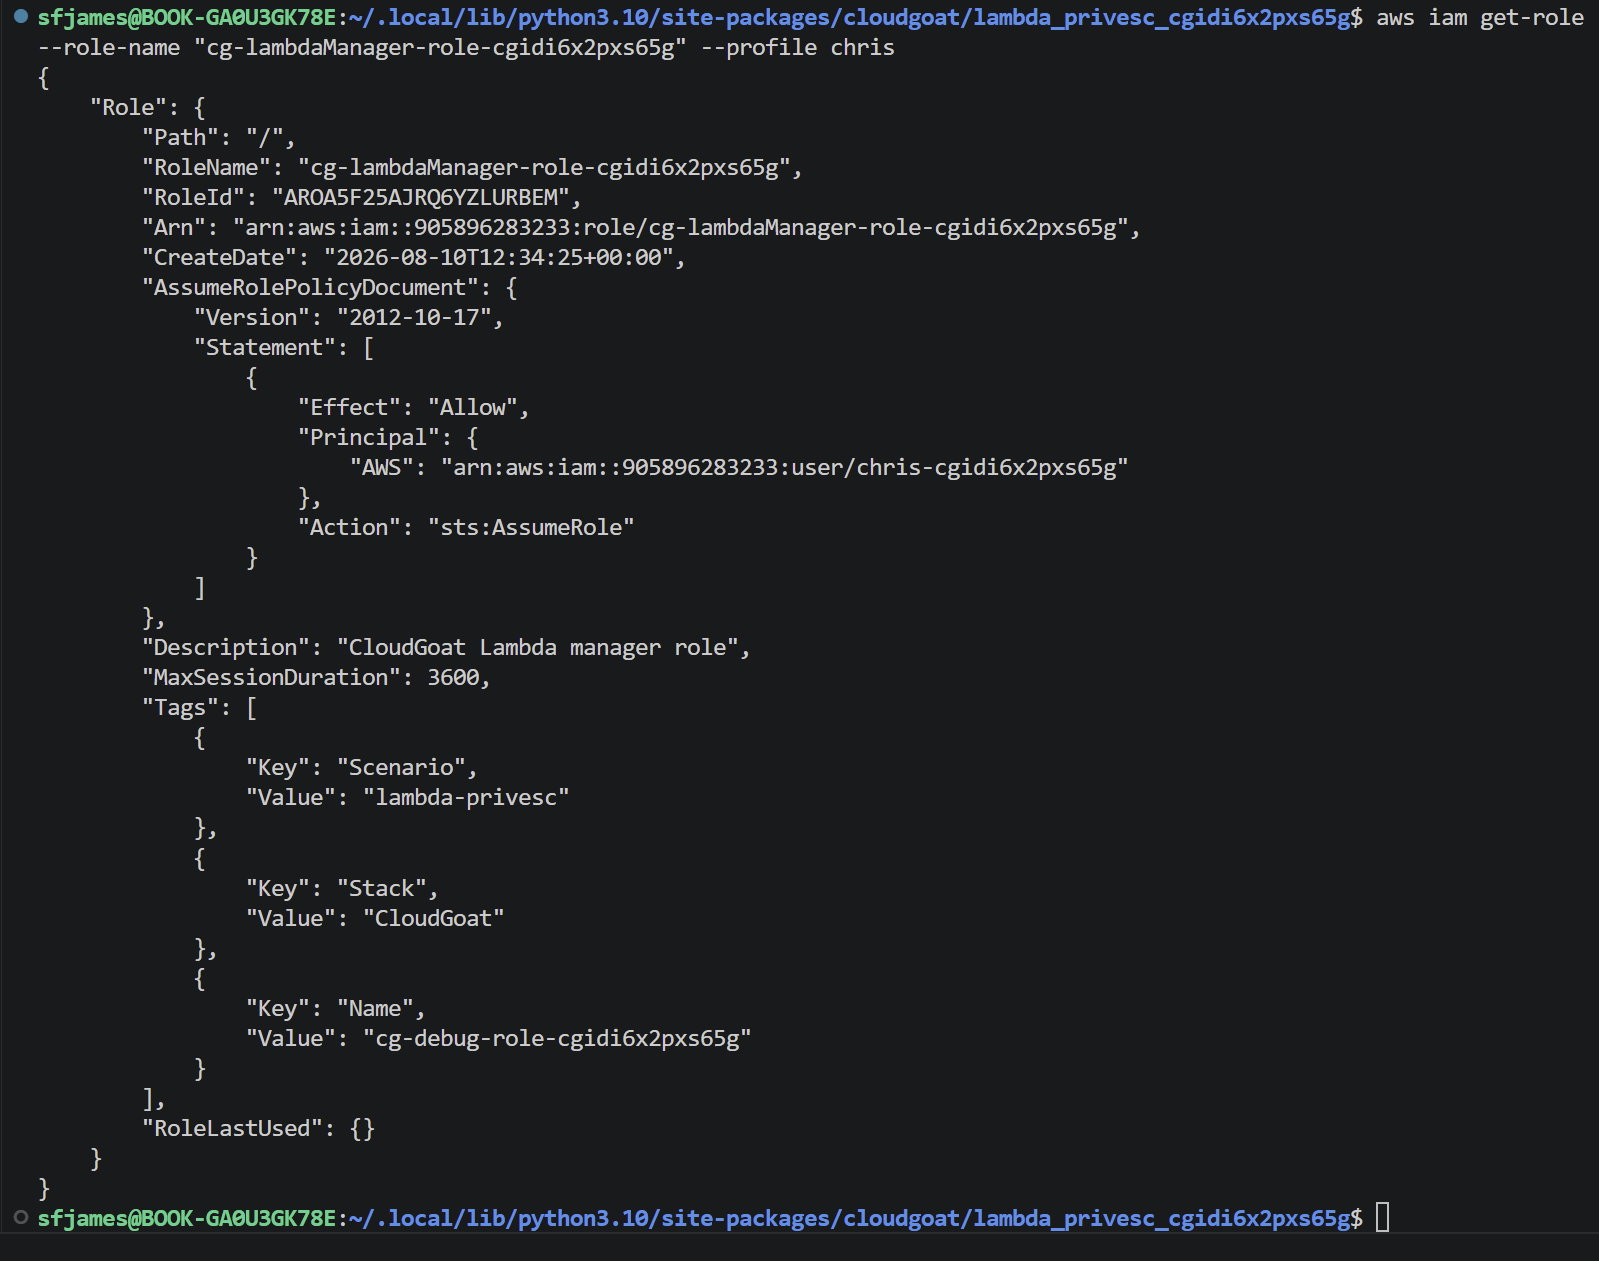 sfjames@BOOK-GA0U3GK78E:~/.local/lib/python3.10/site-packages/cloudgoat/lambda_privesc_cgidi6x2pxs65g$ aws iam get-role
--role-name "cg-lambdaManager-role-cgidi6x2pxs65g" --profile chris
{
    "Role": {
        "Path": "/",
        "RoleName": "cg-lambdaManager-role-cgidi6x2pxs65g",
        "RoleId": "AROA5F25AJRQ6YZLURBEM",
        "Arn": "arn:aws:iam::905896283233:role/cg-lambdaManager-role-cgidi6x2pxs65g",
        "CreateDate": "2026-08-10T12:34:25+00:00",
        "AssumeRolePolicyDocument": {
            "Version": "2012-10-17",
            "Statement": [
                {
                    "Effect": "Allow",
                    "Principal": {
                        "AWS": "arn:aws:iam::905896283233:user/chris-cgidi6x2pxs65g"
                    },
                    "Action": "sts:AssumeRole"
                }
            ]
        },
        "Description": "CloudGoat Lambda manager role",
        "MaxSessionDuration": 3600,
        "Tags": [
            {
                "Key": "Scenario",
                "Value": "lambda-privesc"
            },
            {
                "Key": "Stack",
                "Value": "CloudGoat"
            },
            {
                "Key": "Name",
                "Value": "cg-debug-role-cgidi6x2pxs65g"
            }
        ],
        "RoleLastUsed": {}
    }
}
sfjames@BOOK-GA0U3GK78E:~/.local/lib/python3.10/site-packages/cloudgoat/lambda_privesc_cgidi6x2pxs65g$